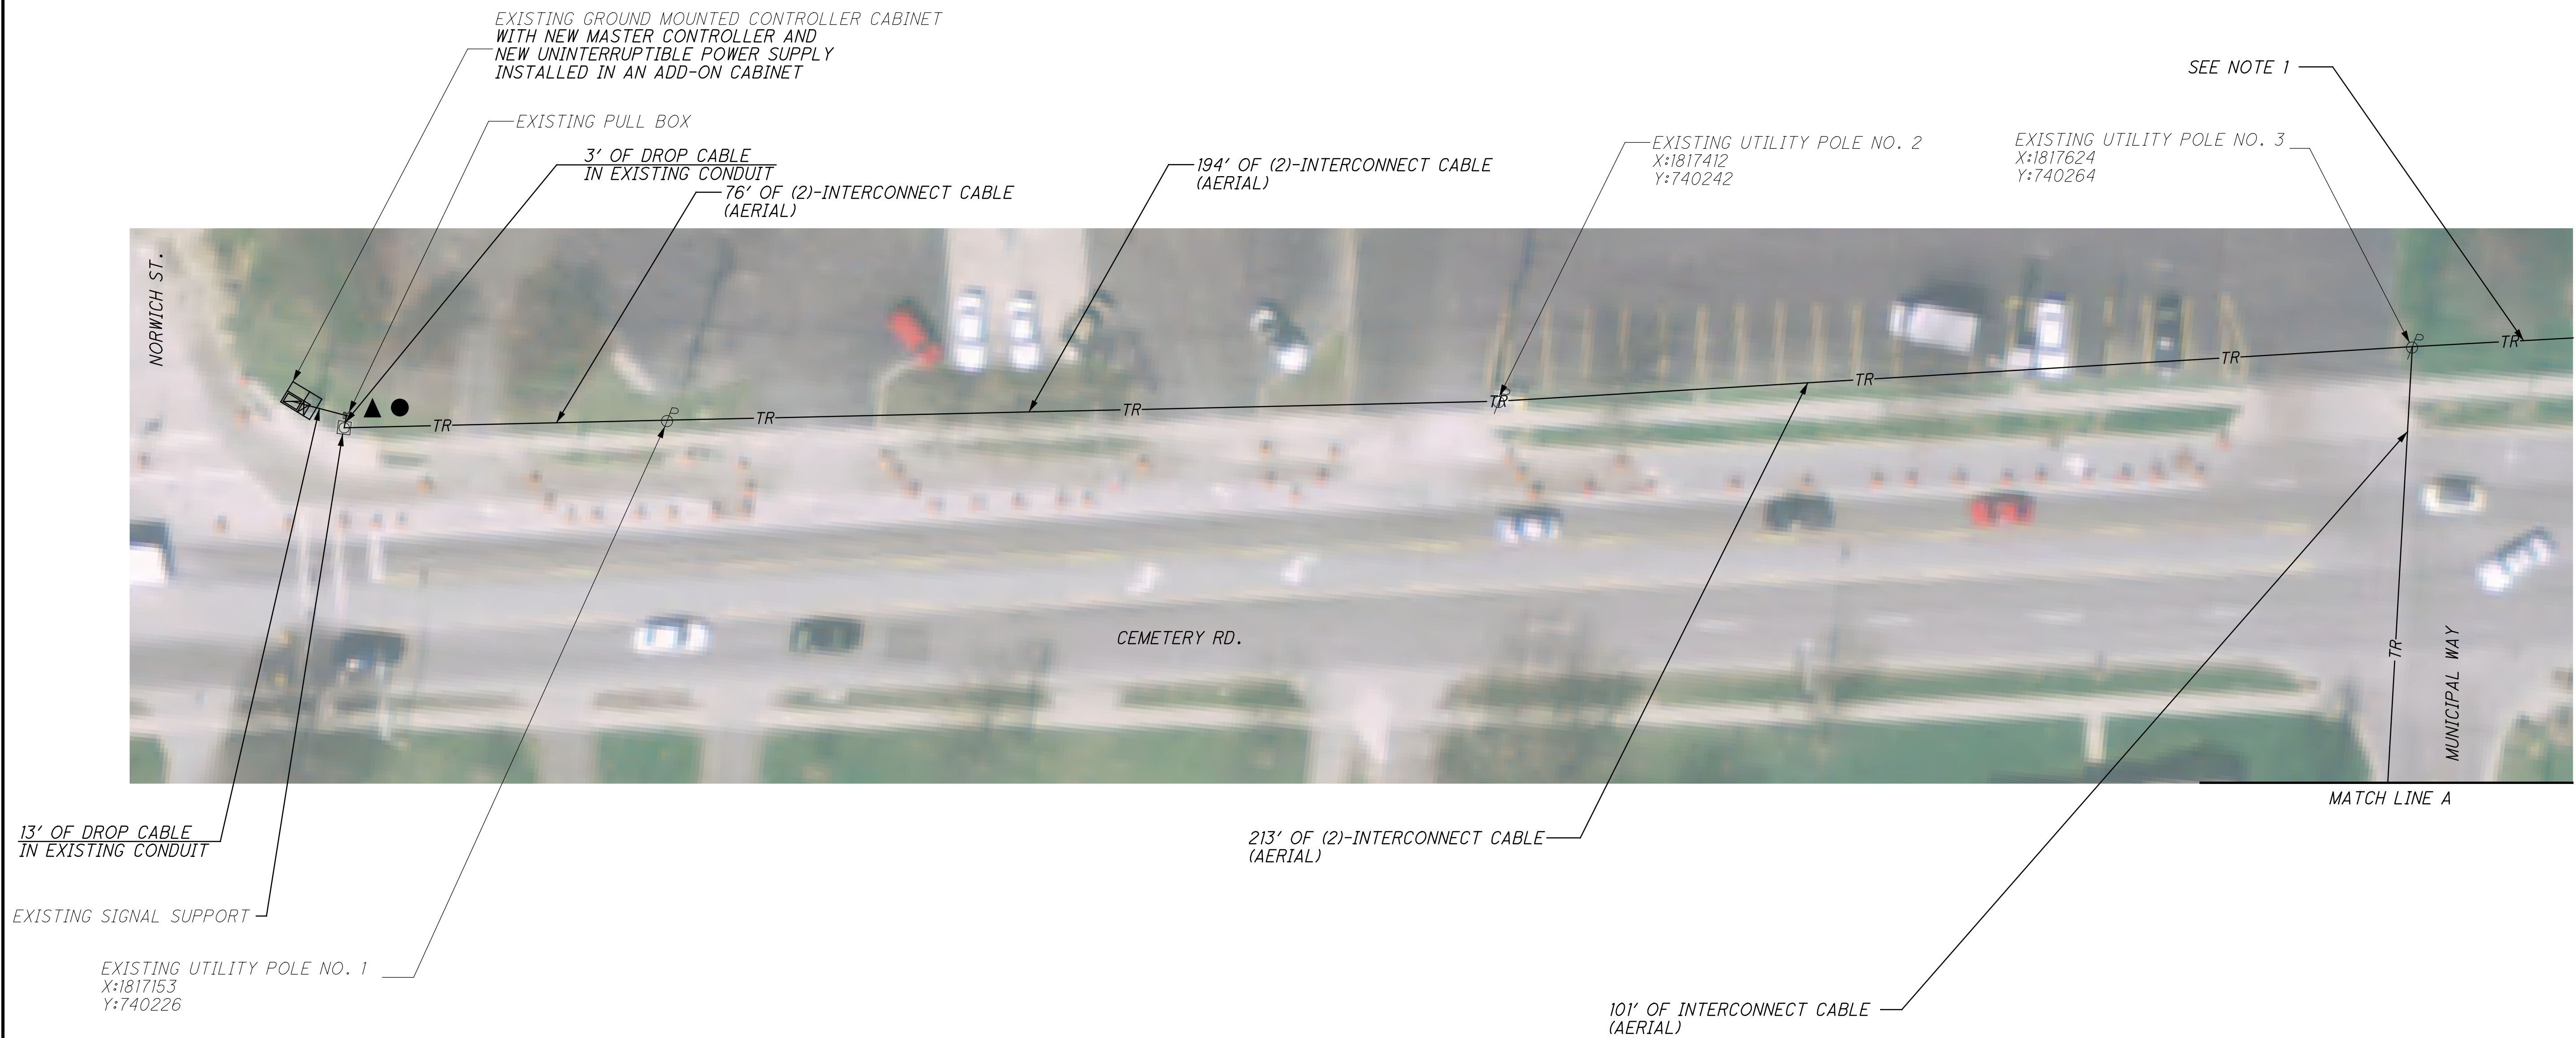 EXISTING GROUND MOUNTED CONTROLLER CABINET
WITH NEW MASTER CONTROLLER AND
NEW UNINTERRUPTIBLE POWER SUPPLY
INSTALLED IN AN ADD-ON CABINET
SEE NOTE 1
EXISTING PULL BOX
3' OF DROP CABLE
IN EXISTING CONDUIT
76' OF (2)-INTERCONNECT CABLE
(AERIAL)
194' OF (2)-INTERCONNECT CABLE
(AERIAL)
EXISTING UTILITY POLE NO. 2
X:1817412
Y:740242
EXISTING UTILITY POLE NO. 3
X:1817624
Y:740264
NORWICH ST.
TR
TR
TR
TR
TR
TR
TR
P
P
P
TR
CEMETERY RD.
MUNICIPAL WAY
MATCH LINE A
13' OF DROP CABLE
IN EXISTING CONDUIT
213' OF (2)-INTERCONNECT CABLE
(AERIAL)
EXISTING SIGNAL SUPPORT
EXISTING UTILITY POLE NO. 1
X:1817153
Y:740226
101' OF INTERCONNECT CABLE
(AERIAL)